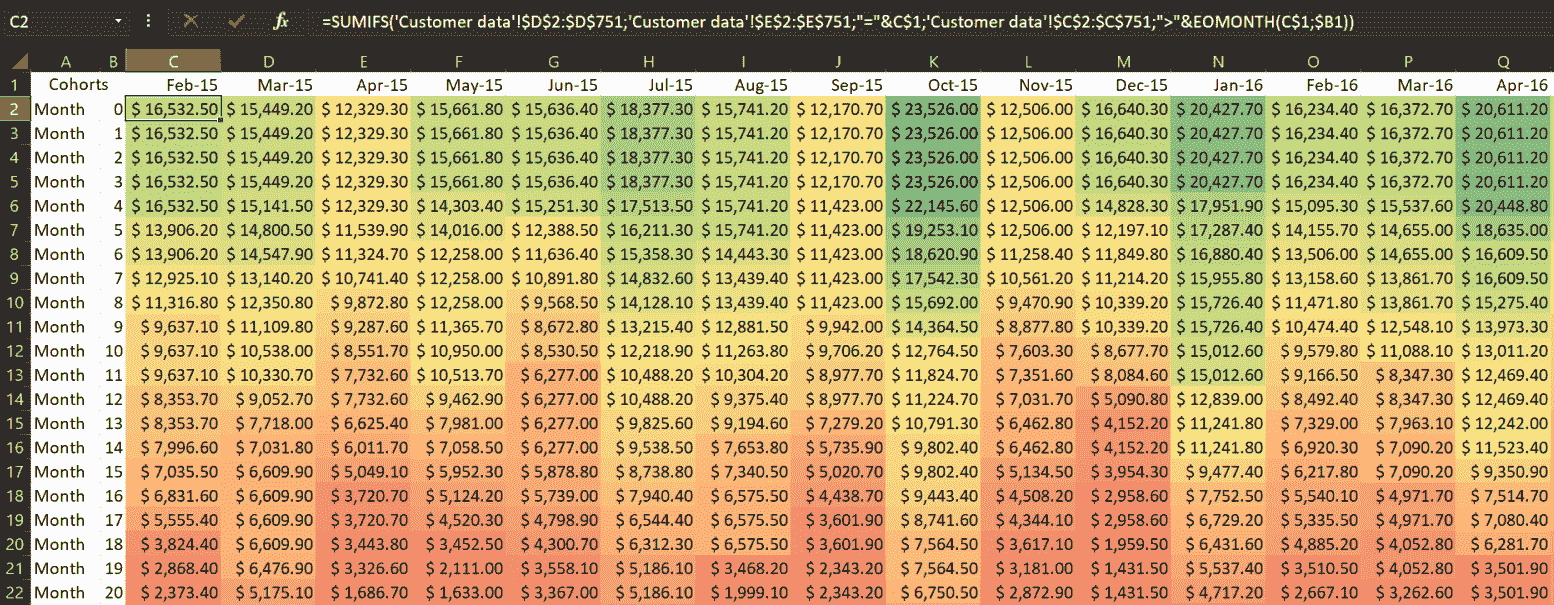 C2 fx =SUMIFS('Customer data'!$D$2:$D$751;'Customer data'!$E$2:$E$751;"="&C$1;'Customer data'!$C$2:$C$751;">"&EOMONTH(C$1;$B1))
A B C D E F G H I J K L M N O P Q
1 Cohorts Feb-15 Mar-15 Apr-15 May-15 Jun-15 Jul-15 Aug-15 Sep-15 Oct-15 Nov-15 Dec-15 Jan-16 Feb-16 Mar-16 Apr-16
2 Month 0 $ 16,532.50 $ 15,449.20 $ 12,329.30 $ 15,661.80 $ 15,636.40 $ 18,377.30 $ 15,741.20 $ 12,170.70 $ 23,526.00 $ 12,506.00 $ 16,640.30 $ 20,427.70 $ 16,234.40 $ 16,372.70 $ 20,611.20
3 Month 1 $ 16,532.50 $ 15,449.20 $ 12,329.30 $ 15,661.80 $ 15,636.40 $ 18,377.30 $ 15,741.20 $ 12,170.70 $ 23,526.00 $ 12,506.00 $ 16,640.30 $ 20,427.70 $ 16,234.40 $ 16,372.70 $ 20,611.20
4 Month 2 $ 16,532.50 $ 15,449.20 $ 12,329.30 $ 15,661.80 $ 15,636.40 $ 18,377.30 $ 15,741.20 $ 12,170.70 $ 23,526.00 $ 12,506.00 $ 16,640.30 $ 20,427.70 $ 16,234.40 $ 16,372.70 $ 20,611.20
5 Month 3 $ 16,532.50 $ 15,449.20 $ 12,329.30 $ 15,661.80 $ 15,636.40 $ 18,377.30 $ 15,741.20 $ 12,170.70 $ 23,526.00 $ 12,506.00 $ 16,640.30 $ 20,427.70 $ 16,234.40 $ 16,372.70 $ 20,611.20
6 Month 4 $ 16,532.50 $ 15,141.50 $ 12,329.30 $ 14,303.40 $ 15,251.30 $ 17,513.50 $ 15,741.20 $ 11,423.00 $ 22,145.60 $ 12,506.00 $ 14,828.30 $ 17,951.90 $ 15,095.30 $ 15,537.60 $ 20,448.80
7 Month 5 $ 13,906.20 $ 14,800.50 $ 11,539.90 $ 14,016.00 $ 12,388.50 $ 16,211.30 $ 15,741.20 $ 11,423.00 $ 19,253.10 $ 12,506.00 $ 12,197.10 $ 17,287.40 $ 14,155.70 $ 14,655.00 $ 18,635.00
8 Month 6 $ 13,906.20 $ 14,547.90 $ 11,324.70 $ 12,258.00 $ 11,636.40 $ 15,358.30 $ 14,443.30 $ 11,423.00 $ 18,620.90 $ 11,258.40 $ 11,849.80 $ 16,880.40 $ 13,506.00 $ 14,655.00 $ 16,609.50
9 Month 7 $ 12,925.10 $ 13,140.20 $ 10,741.40 $ 12,258.00 $ 10,891.80 $ 14,832.60 $ 13,439.40 $ 11,423.00 $ 17,542.50 $ 10,561.20 $ 11,214.20 $ 15,955.80 $ 13,158.60 $ 13,861.70 $ 16,609.50
10 Month 8 $ 11,316.80 $ 12,350.80 $ 9,872.80 $ 12,258.00 $ 9,568.50 $ 14,128.10 $ 13,439.40 $ 11,423.00 $ 15,692.00 $ 9,470.90 $ 10,339.20 $ 15,726.40 $ 11,471.80 $ 13,861.70 $ 15,275.40
11 Month 9 $ 9,637.10 $ 11,109.80 $ 9,287.60 $ 11,365.70 $ 8,672.80 $ 13,215.40 $ 12,881.50 $ 9,942.00 $ 14,364.50 $ 8,877.80 $ 10,339.20 $ 15,726.40 $ 10,474.40 $ 12,548.10 $ 13,973.30
12 Month 10 $ 9,637.10 $ 10,538.00 $ 8,551.70 $ 10,950.00 $ 8,530.50 $ 12,218.90 $ 11,263.80 $ 9,706.20 $ 12,764.50 $ 7,603.30 $ 8,677.70 $ 15,012.60 $ 9,579.80 $ 11,088.10 $ 13,011.20
13 Month 11 $ 9,637.10 $ 10,330.70 $ 7,732.60 $ 10,513.70 $ 6,277.00 $ 10,488.20 $ 10,304.20 $ 8,977.70 $ 11,824.70 $ 7,351.60 $ 8,084.60 $ 15,012.60 $ 9,166.50 $ 8,347.30 $ 12,469.40
14 Month 12 $ 8,353.70 $ 9,052.70 $ 7,732.60 $ 9,462.90 $ 6,277.00 $ 10,488.20 $ 9,375.40 $ 8,977.70 $ 11,224.70 $ 7,031.70 $ 5,090.80 $ 12,839.00 $ 8,492.40 $ 8,347.30 $ 12,469.40
15 Month 13 $ 8,353.70 $ 7,718.00 $ 6,625.40 $ 7,981.00 $ 6,277.00 $ 9,825.60 $ 9,194.60 $ 7,279.20 $ 10,791.30 $ 6,462.80 $ 4,152.20 $ 11,241.80 $ 7,329.00 $ 7,963.10 $ 12,242.00
16 Month 14 $ 7,996.60 $ 7,031.80 $ 6,011.70 $ 7,058.50 $ 6,277.00 $ 9,538.50 $ 7,653.80 $ 5,735.90 $ 9,802.40 $ 6,462.80 $ 4,152.20 $ 11,241.80 $ 6,920.30 $ 7,090.20 $ 11,523.40
17 Month 15 $ 7,035.50 $ 6,609.90 $ 5,049.10 $ 5,952.30 $ 5,878.80 $ 8,738.80 $ 7,340.50 $ 5,020.70 $ 9,802.40 $ 5,134.50 $ 3,954.30 $ 9,477.40 $ 6,217.80 $ 7,090.20 $ 9,350.90
18 Month 16 $ 6,831.60 $ 6,609.90 $ 3,720.70 $ 5,124.20 $ 5,739.00 $ 7,940.40 $ 6,575.50 $ 4,438.70 $ 9,443.40 $ 4,508.20 $ 2,958.60 $ 7,752.50 $ 5,540.10 $ 4,971.70 $ 7,514.70
19 Month 17 $ 5,555.40 $ 6,609.90 $ 3,720.70 $ 4,520.30 $ 4,798.90 $ 6,544.40 $ 6,575.50 $ 3,601.90 $ 8,741.60 $ 4,344.10 $ 2,958.60 $ 6,729.20 $ 5,335.50 $ 4,971.70 $ 7,080.40
20 Month 18 $ 3,824.40 $ 6,609.90 $ 3,443.80 $ 3,452.50 $ 4,300.70 $ 6,312.30 $ 6,575.50 $ 3,601.90 $ 7,564.50 $ 3,617.10 $ 1,959.50 $ 6,431.60 $ 4,885.20 $ 4,052.80 $ 6,281.70
21 Month 19 $ 2,868.40 $ 6,476.90 $ 3,326.60 $ 2,111.00 $ 3,558.10 $ 5,186.10 $ 3,468.20 $ 2,343.20 $ 7,564.50 $ 3,181.00 $ 1,431.50 $ 5,537.40 $ 3,510.50 $ 4,052.80 $ 3,501.90
22 Month 20 $ 2,373.40 $ 5,175.10 $ 1,686.70 $ 1,633.00 $ 3,367.00 $ 5,186.10 $ 1,999.10 $ 2,343.20 $ 6,750.50 $ 2,872.90 $ 1,431.50 $ 4,717.20 $ 2,667.10 $ 3,262.60 $ 3,501.90